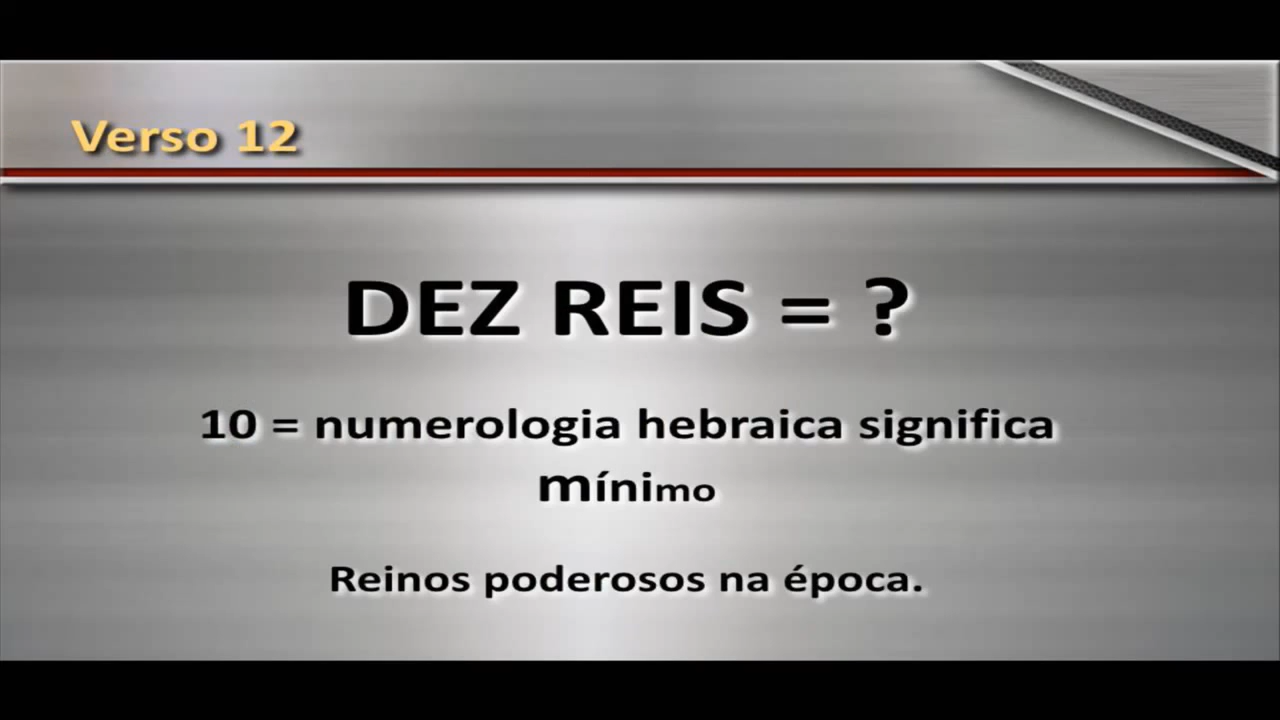 Verso 12
DEZ REIS = ?
10 = numerologia hebraica significa
mínimo
Reinos poderosos na época.